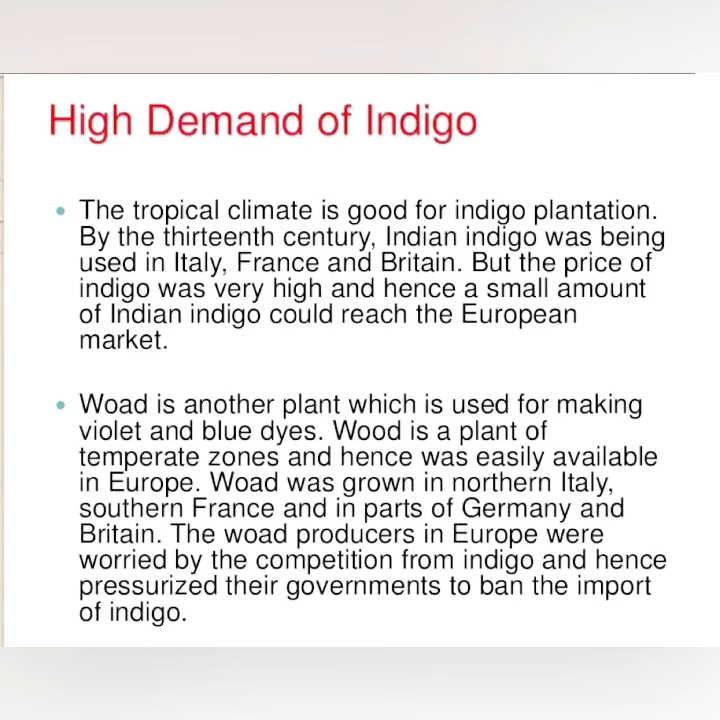 High Demand of Indigo
• The tropical climate is good for indigo plantation.
By the thirteenth century, Indian indigo was being
used in Italy, France and Britain. But the price of
indigo was very high and hence a small amount
of Indian indigo could reach the European
market.
• Woad is another plant which is used for making
violet and blue dyes. Wood is a plant of
temperate zones and hence was easily available
in Europe. Woad was grown in northern Italy,
southern France and in parts of Germany and
Britain. The woad producers in Europe were
worried by the competition from indigo and hence
pressurized their governments to ban the import
of indigo.